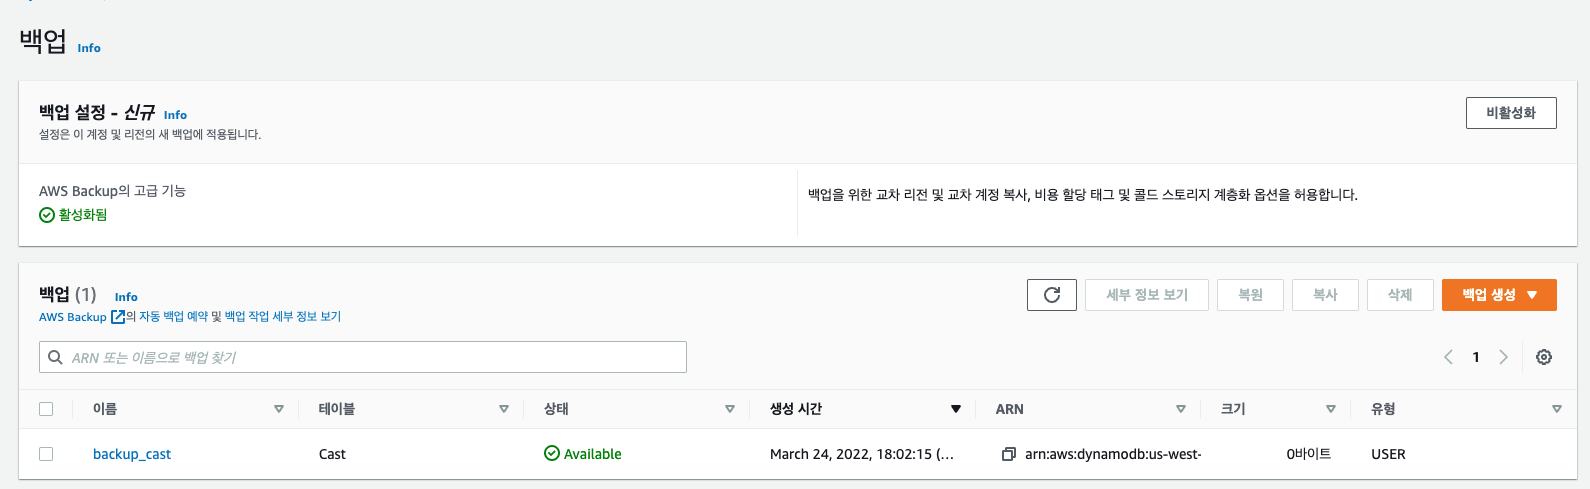 백업 Info
백업 설정 - 신규 Info
설정은 이 계정 및 리전의 새 백업에 적용됩니다.
비활성화
AWS Backup의 고급 기능
활성화됨
백업을 위한 교차 리전 및 교차 계정 복사, 비용 할당 태그 및 콜드 스토리지 계층화 옵션을 허용합니다.
백업 (1) Info
AWS Backup의 자동 백업 예약 및 백업 작업 세부 정보 보기
세부 정보 보기 복원 복사 삭제 백업 생성
ARN 또는 이름으로 백업 찾기
1
이름 테이블 상태 생성 시간 ARN 크기 유형
backup_cast Cast Available March 24, 2022, 18:02:15 (... arn:aws:dynamodb:us-west- 0바이트 USER